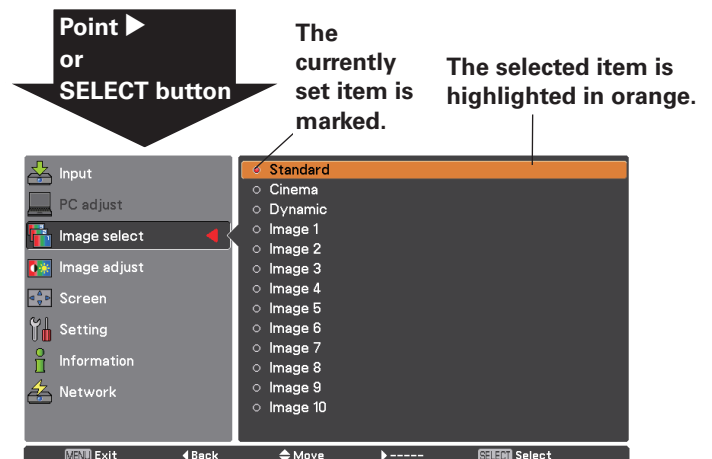 Point ▶
or
SELECT button
The
currently
set item is
marked.
The selected item is
highlighted in orange.
Input
PC adjust
Image select
Image adjust
Screen
Setting
Information
Network
Standard
Cinema
Dynamic
Image 1
Image 2
Image 3
Image 4
Image 5
Image 6
Image 7
Image 8
Image 9
Image 10
MENU Exit ◀Back Move ▶----- SELECT Select